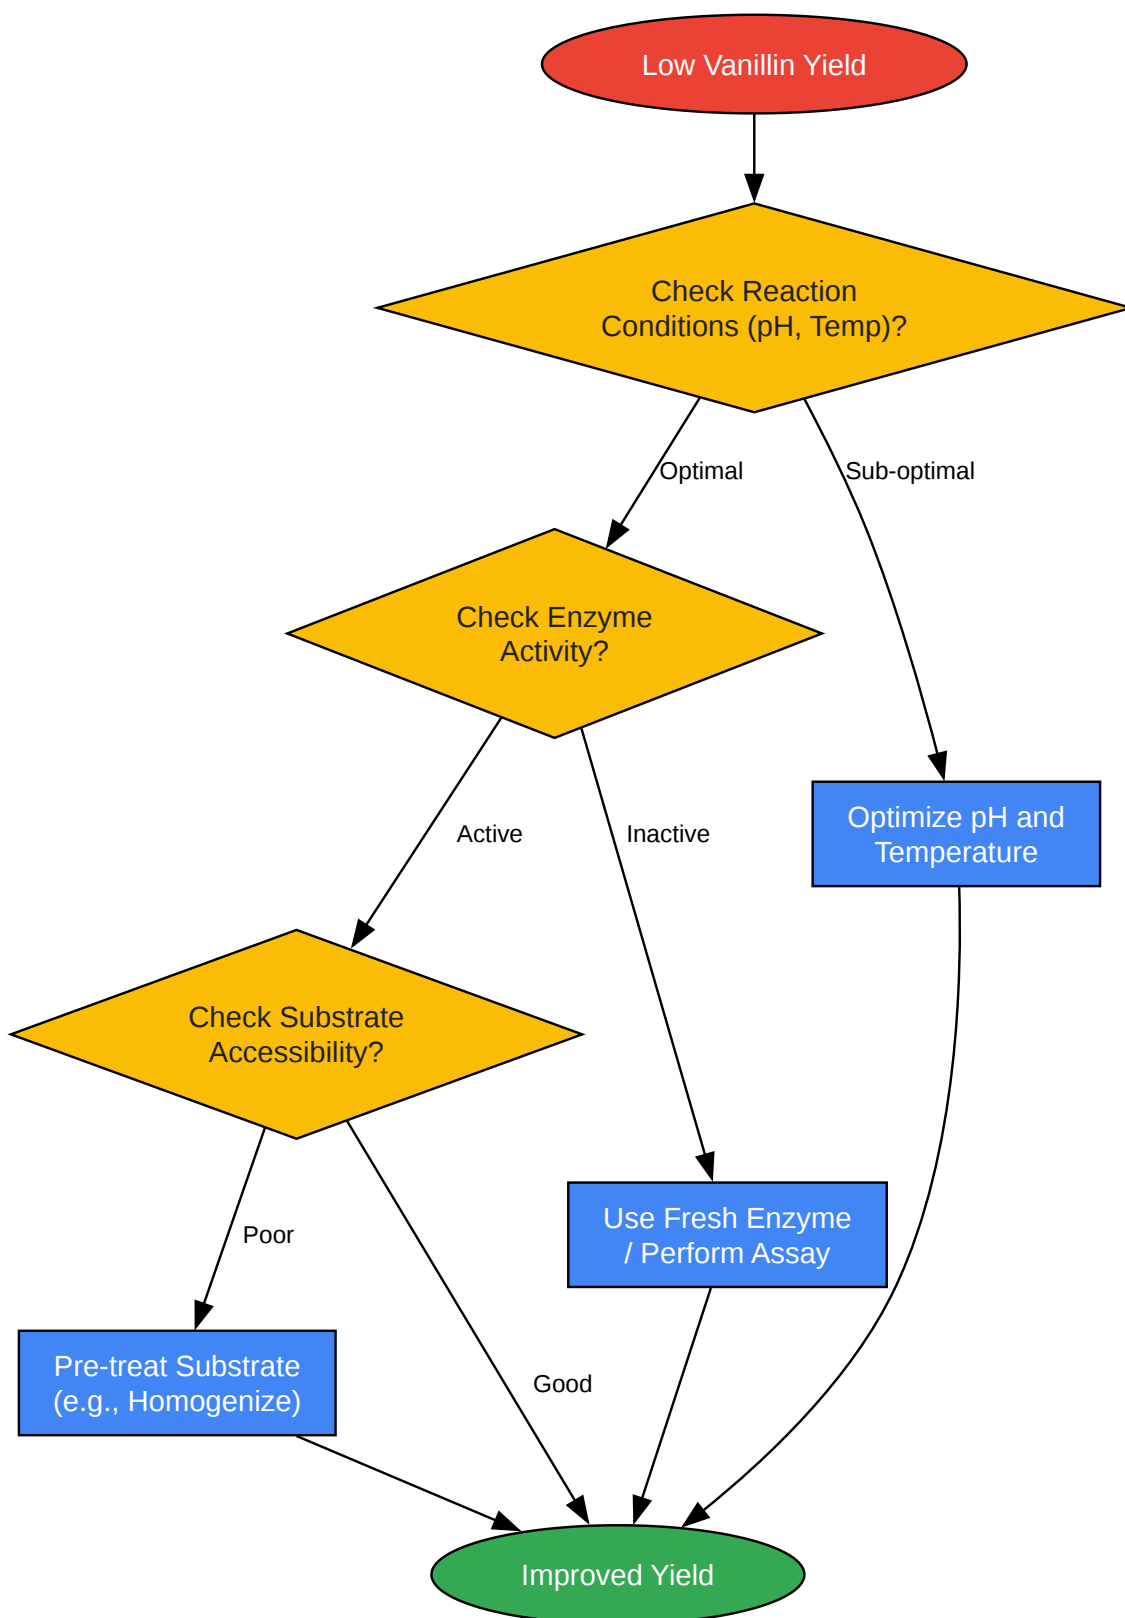 Low Vanillin Yield
Check Reaction
Conditions (pH, Temp)?
Optimal
Sub-optimal
Check Enzyme
Activity?
Optimize pH and
Temperature
Active
Inactive
Check Substrate
Accessibility?
Use Fresh Enzyme
/ Perform Assay
Poor
Pre-treat Substrate
(e.g., Homogenize)
Good
Improved Yield